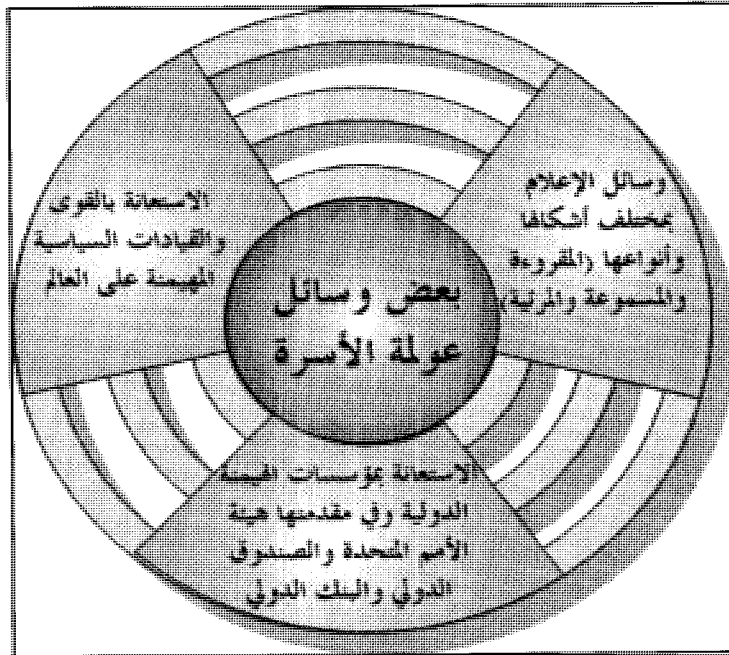 بعض وسائل
عولمة الأسرة
وسائل الإعلام
بمختلف أشكالها
وأنواعها (المقروءة
والمسموعة والمرئية)
الاستعانة بمؤسسات الهيمنة
الدولية وفي مقدمتها هيئة
الأمم المتحدة والصندوق
الدولي والبنك الدولي
الاستعانة بالقوى
والقيادات السياسية
المهيمنة على العالم